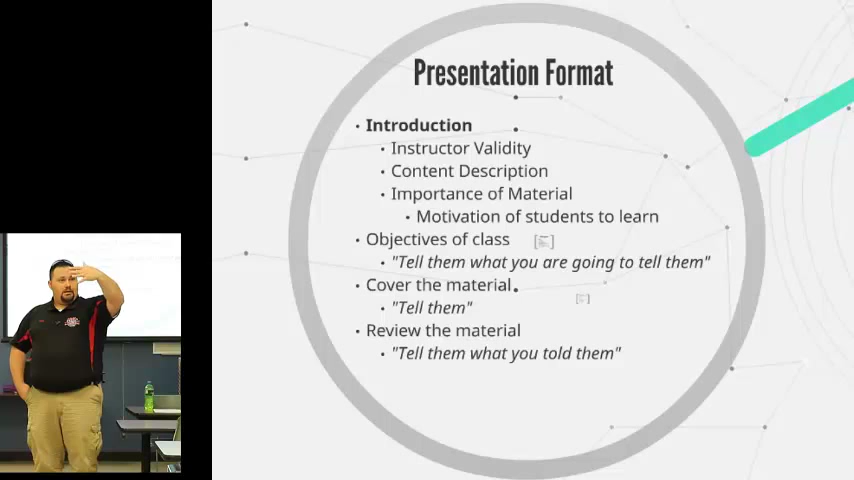 Presentation Format
Introduction
Instructor Validity
Content Description
Importance of Material
Motivation of students to learn
Objectives of class
"Tell them what you are going to tell them"
Cover the material
"Tell them"
Review the material
"Tell them what you told them"